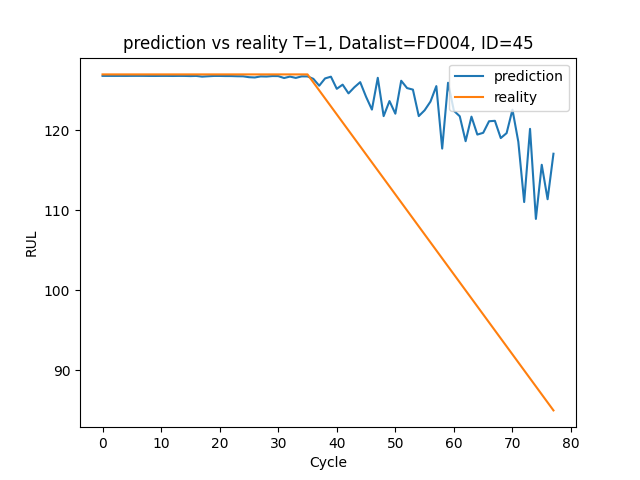 prediction vs reality T=1, Datalist=FD004, ID=45
prediction
reality
120
110
100
90
RUL
0 10 20 30 40 50 60 70 80
Cycle